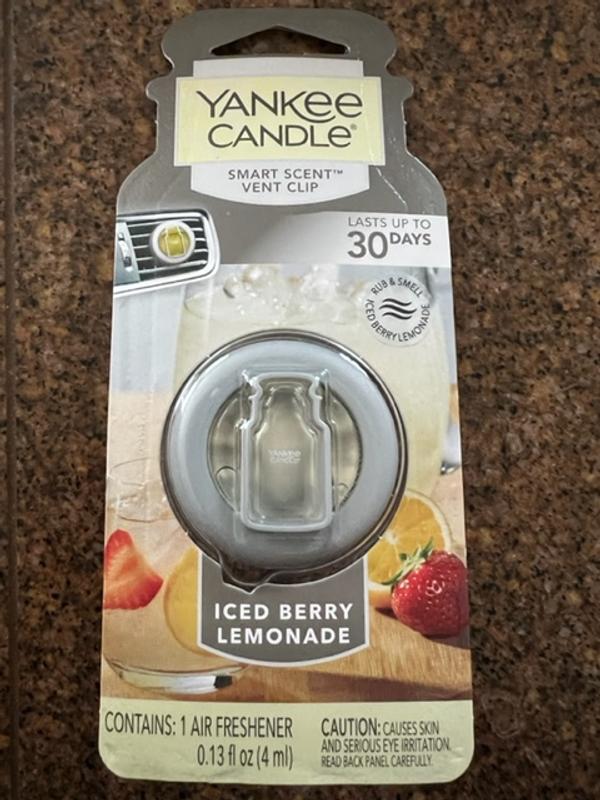 YANKEE
CANDLE®
SMART SCENT™
VENT CLIP
LASTS UP TO
30 DAYS
RUB & SMELL
ICED BERRY LEMONADE
YANKEE
CANDLE
ICED BERRY
LEMONADE
CONTAINS: 1 AIR FRESHENER
0.13 fl oz (4 ml)
CAUTION: CAUSES SKIN
AND SERIOUS EYE IRRITATION.
READ BACK PANEL CAREFULLY.